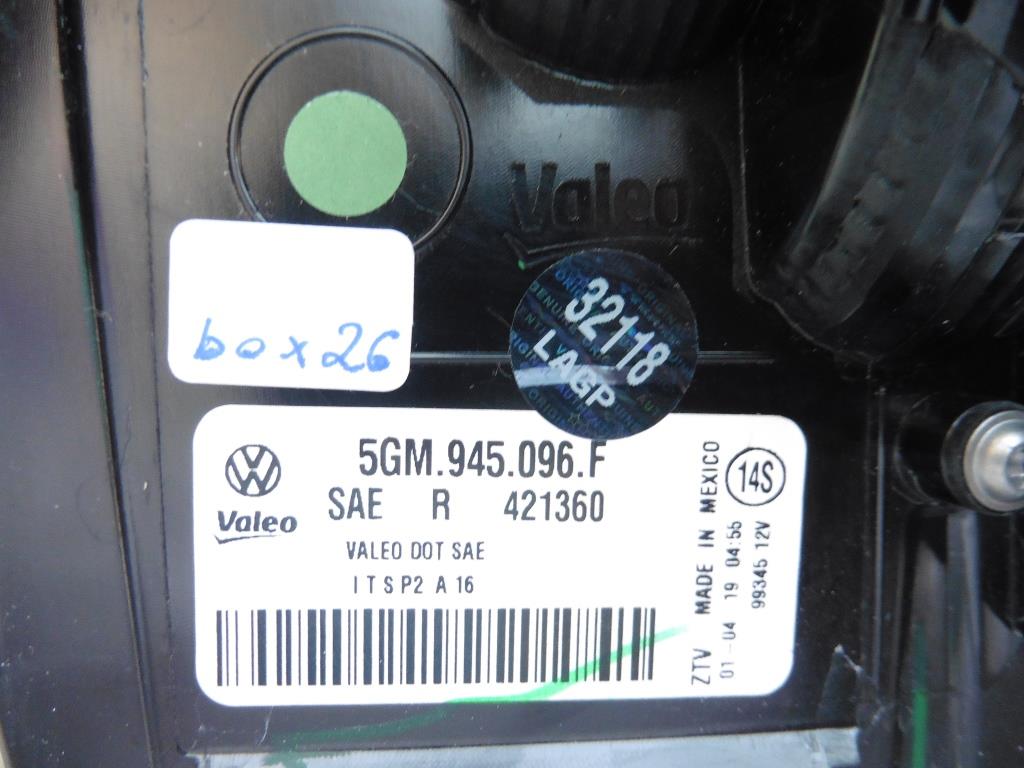 Valeo
32118
LAGP
box 26
5GM.945.096.F
Valeo
SAE R 421360
VALEO DOT SAE
I T S P2 A 16
14S
ZTV MADE IN MEXICO
01-04 19 04:55
99345 12V